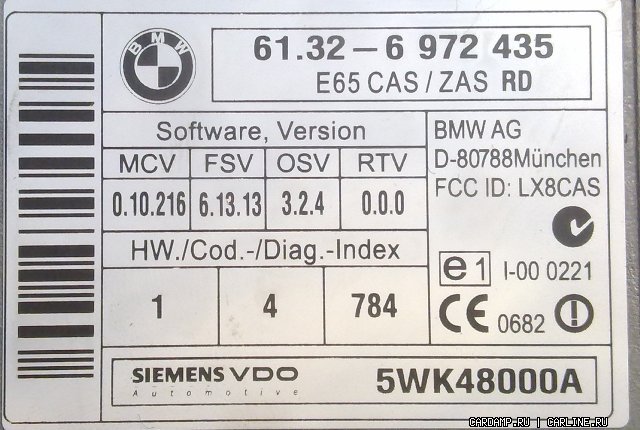 BMW
61.32-6 972 435
E65 CAS / ZAS RD
Software, Version
MCV FSV OSV RTV
0.10.216 6.13.13 3.2.4 0.0.0
HW./Cod.-/Diag.-Index
1 4 784
BMW AG
D-80788München
FCC ID: LX8CAS
e1 I-00 0221
CE 0682
SIEMENS VDO
Automotive
5WK48000A
CARDAMP.RU | CARLINE.RU